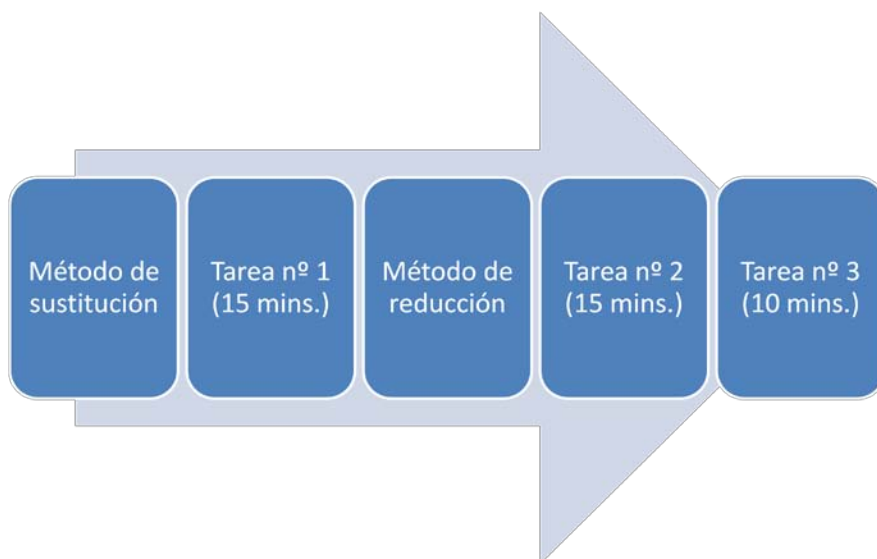 Método de
sustitución
Tarea nº 1
(15 mins.)
Método de
reducción
Tarea nº 2
(15 mins.)
Tarea nº 3
(10 mins.)